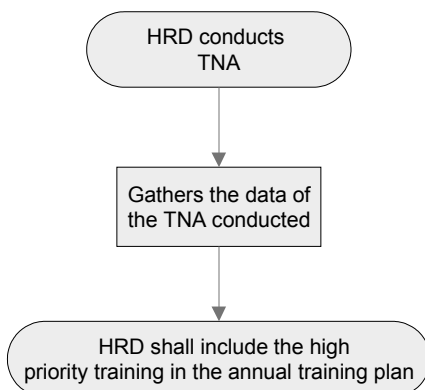 HRD conducts
TNA
Gathers the data of
the TNA conducted
HRD shall include the high
priority training in the annual training plan